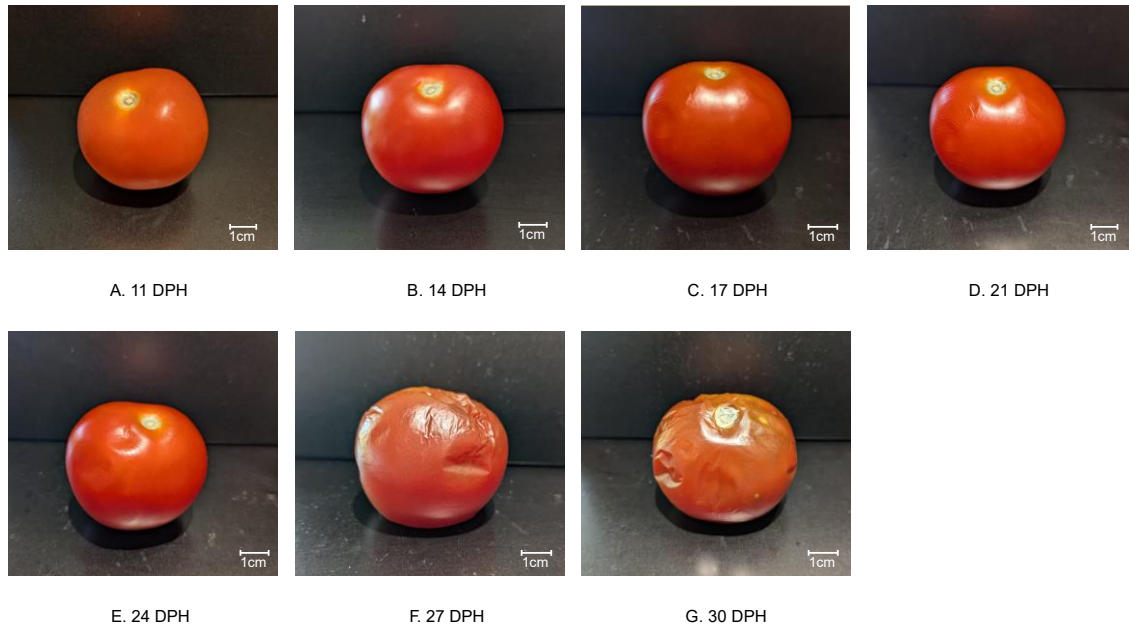 1cm
1cm
1cm
1cm
A. 11 DPH
B. 14 DPH
C. 17 DPH
D. 21 DPH
1cm
1cm
1cm
E. 24 DPH
F. 27 DPH
G. 30 DPH